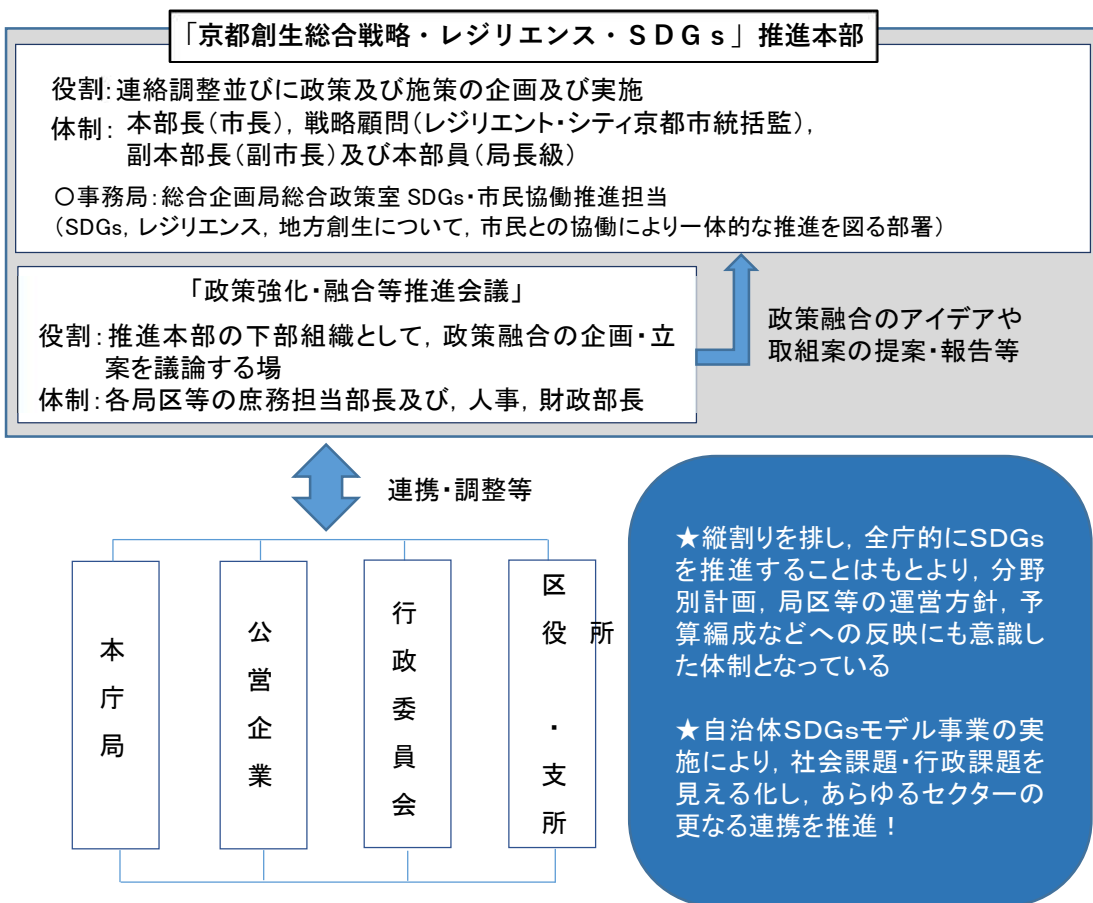 「京都創生総合戦略・レジリエンス・ＳＤＧｓ」推進本部
役割：連絡調整並びに政策及び施策の企画及び実施
体制： 本部長（市長），戦略顧問（レジリエント・シティ京都市統括監），
副本部長（副市長）及び本部員（局長級）
〇事務局：総合企画局総合政策室 SDGs・市民協働推進担当
（SDGs，レジリエンス，地方創生について，市民との協働により一体的な推進を図る部署）
「政策強化・融合等推進会議」
役割：推進本部の下部組織として，政策融合の企画・立
案を議論する場
体制：各局区等の庶務担当部長及び，人事，財政部長
政策融合のアイデアや
取組案の提案・報告等
連携・調整等
本庁局
公営企業
行政委員会
区役所・支所
★縦割りを排し，全庁的にＳＤＧｓ
を推進することはもとより，分野
別計画，局区等の運営方針，予
算編成などへの反映にも意識し
た体制となっている
★自治体ＳＤＧｓモデル事業の実
施により，社会課題・行政課題を
見える化し，あらゆるセクターの
更なる連携を推進！